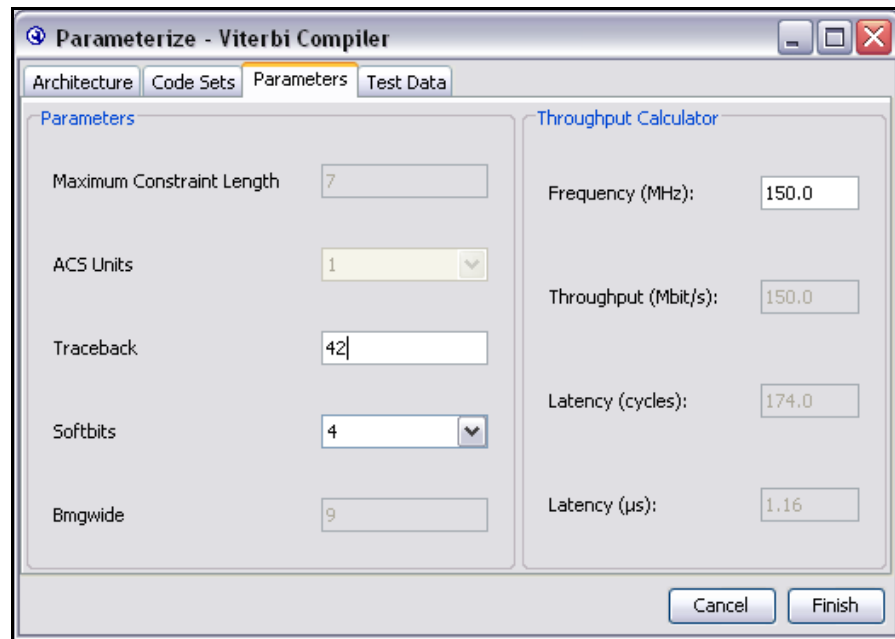 Parameterize - Viterbi Compiler
Architecture Code Sets Parameters Test Data
Parameters
Maximum Constraint Length 7
ACS Units 1
Traceback 42
Softbits 4
Bmgwide 9
Throughput Calculator
Frequency (MHz): 150.0
Throughput (Mbit/s): 150.0
Latency (cycles): 174.0
Latency (µs): 1.16
Cancel Finish